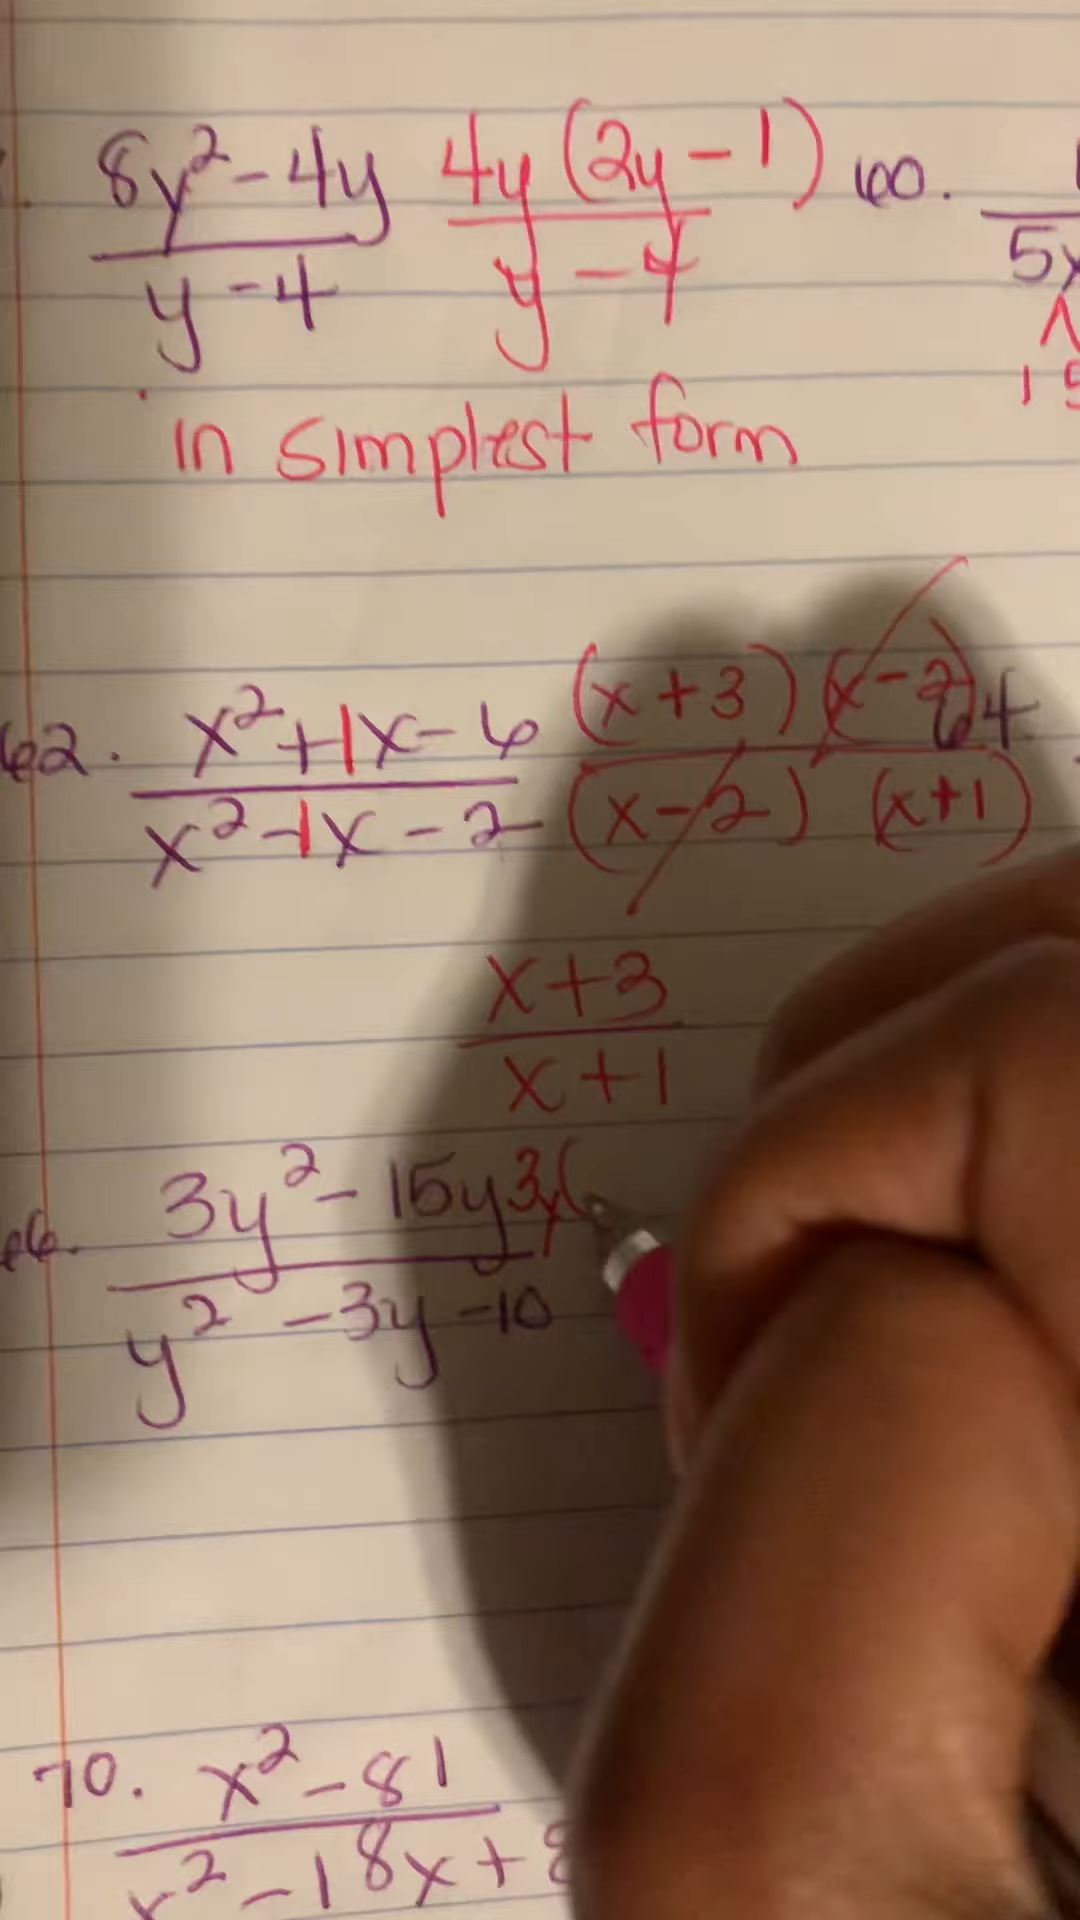 8y² - 4y 4y (2y - 1) 60.
y - 4 y - 4 5x
in simplest form
62. x² + 1x - 6 (x + 3) (x - 2) 64.
x² - 1x - 2 (x - 2) (x + 1)
x + 3
x + 1
66. 3y² - 15y 3y(
y² - 3y - 10
70. x² - 81
x² - 18x +